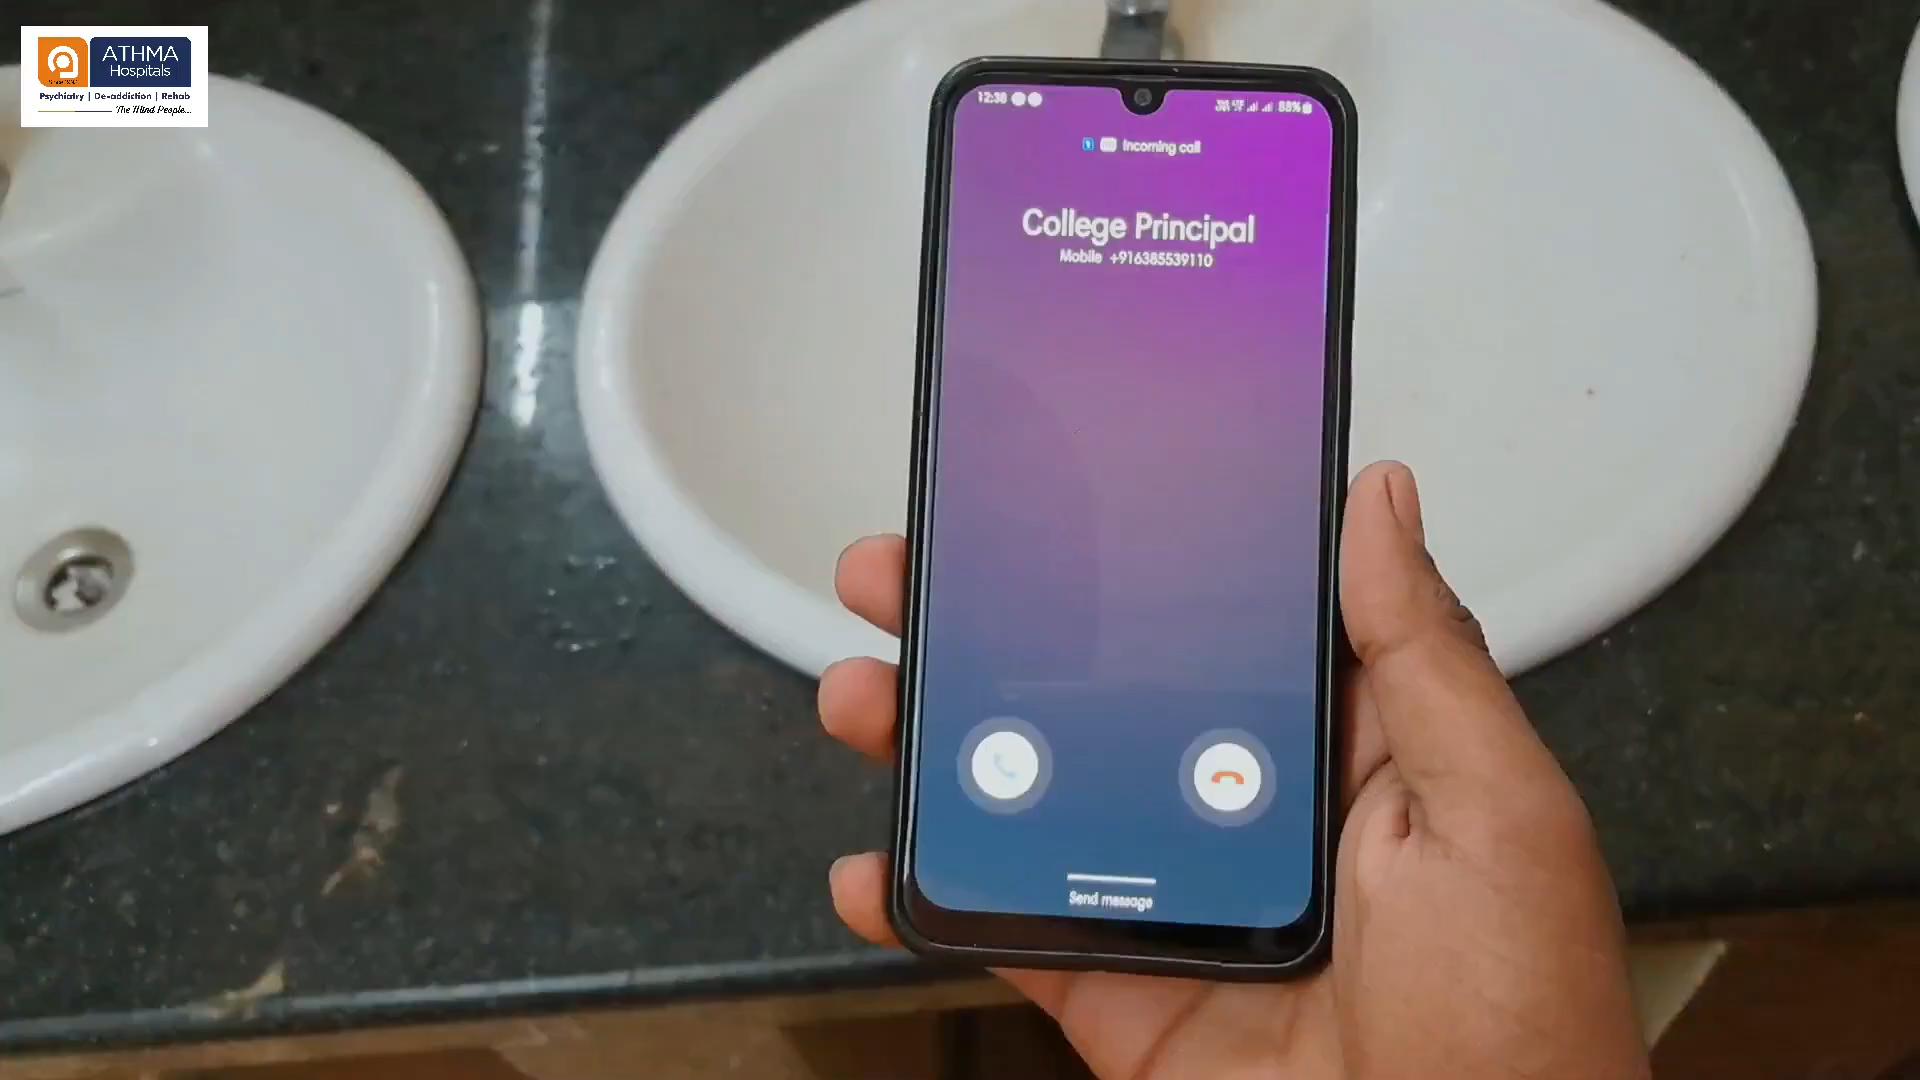 ATHMA
Hospitals
Psychiatry | De-addiction | Rehab
The Mind People...
12:38
88%
Incoming call
College Principal
Mobile +916385539110
Send message